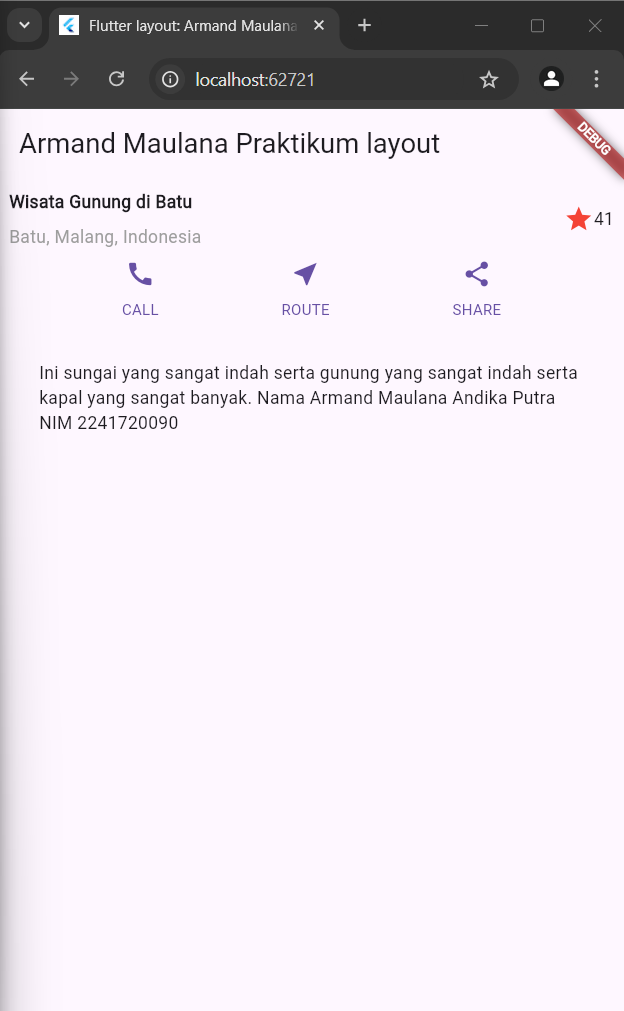 Flutter layout: Armand Maulana
localhost:62721
DEBUG
Armand Maulana Praktikum layout
Wisata Gunung di Batu
41
Batu, Malang, Indonesia
CALL ROUTE SHARE
Ini sungai yang sangat indah serta gunung yang sangat indah serta
kapal yang sangat banyak. Nama Armand Maulana Andika Putra
NIM 2241720090